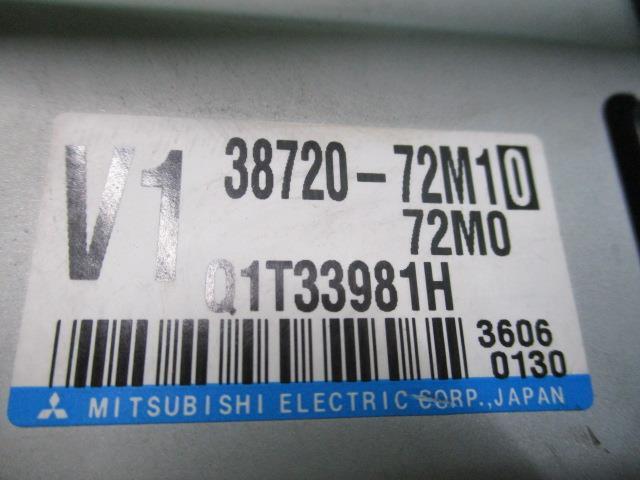 V1 38720-72M10
72M0
Q1T33981H
3606
0130
MITSUBISHI ELECTRIC CORP., JAPAN